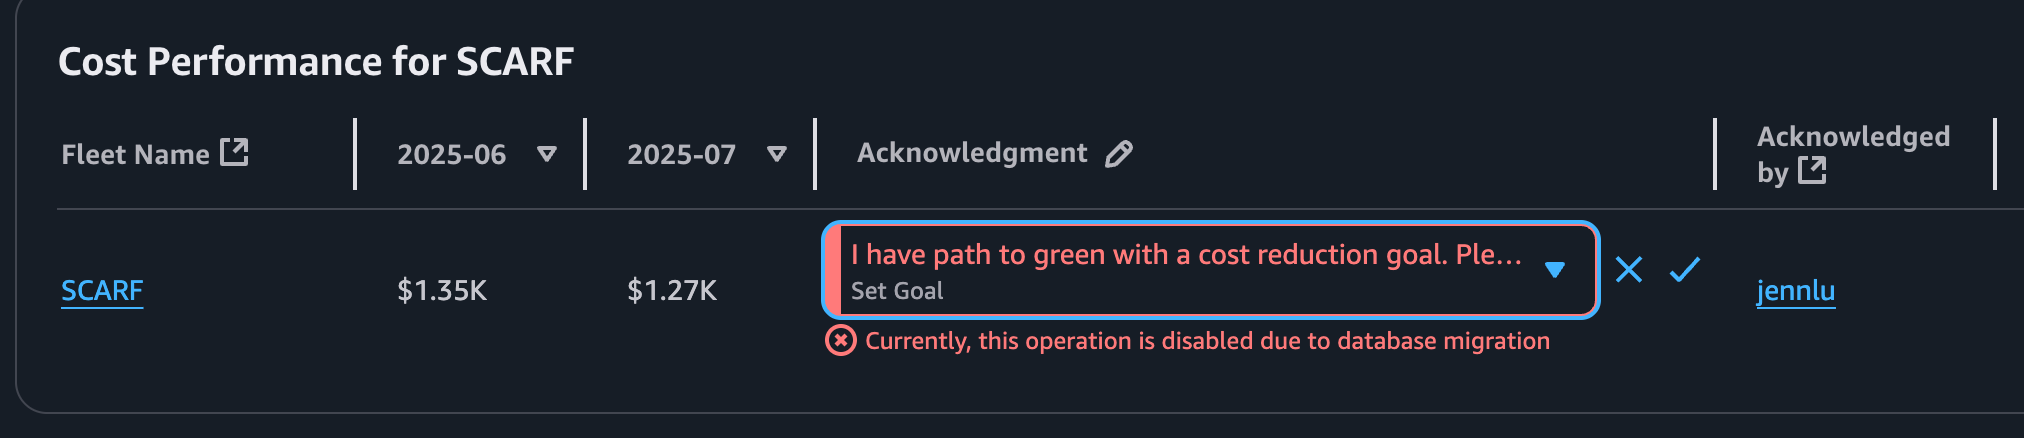 Cost Performance for SCARF
Fleet Name
2025-06
2025-07
Acknowledgment
Acknowledged
by
SCARF
$1.35K
$1.27K
I have path to green with a cost reduction goal. Ple...
Set Goal
jennlu
Currently, this operation is disabled due to database migration